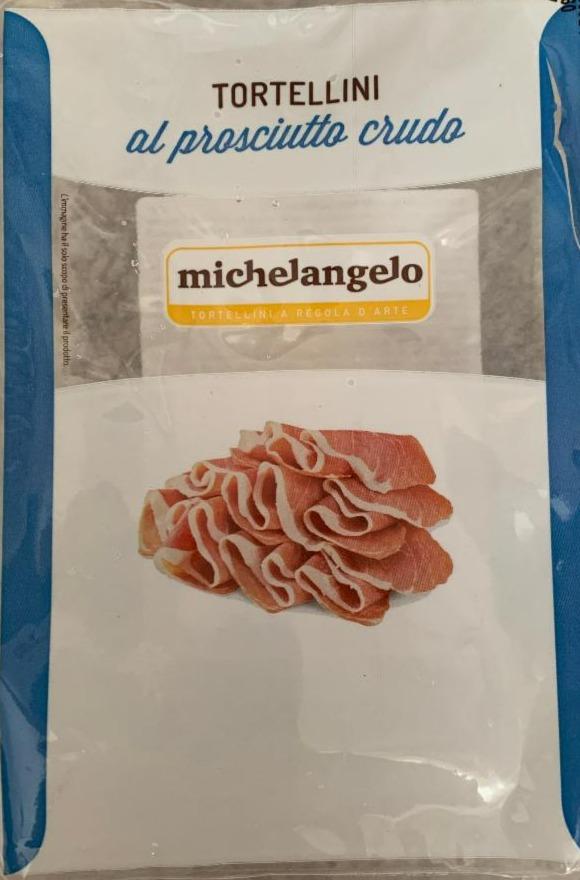 TORTELLINI
al prosciutto crudo
L'immagine ha il solo scopo di presentare il prodotto.
michelangelo
TORTELLINI A REGOLA D'ARTE